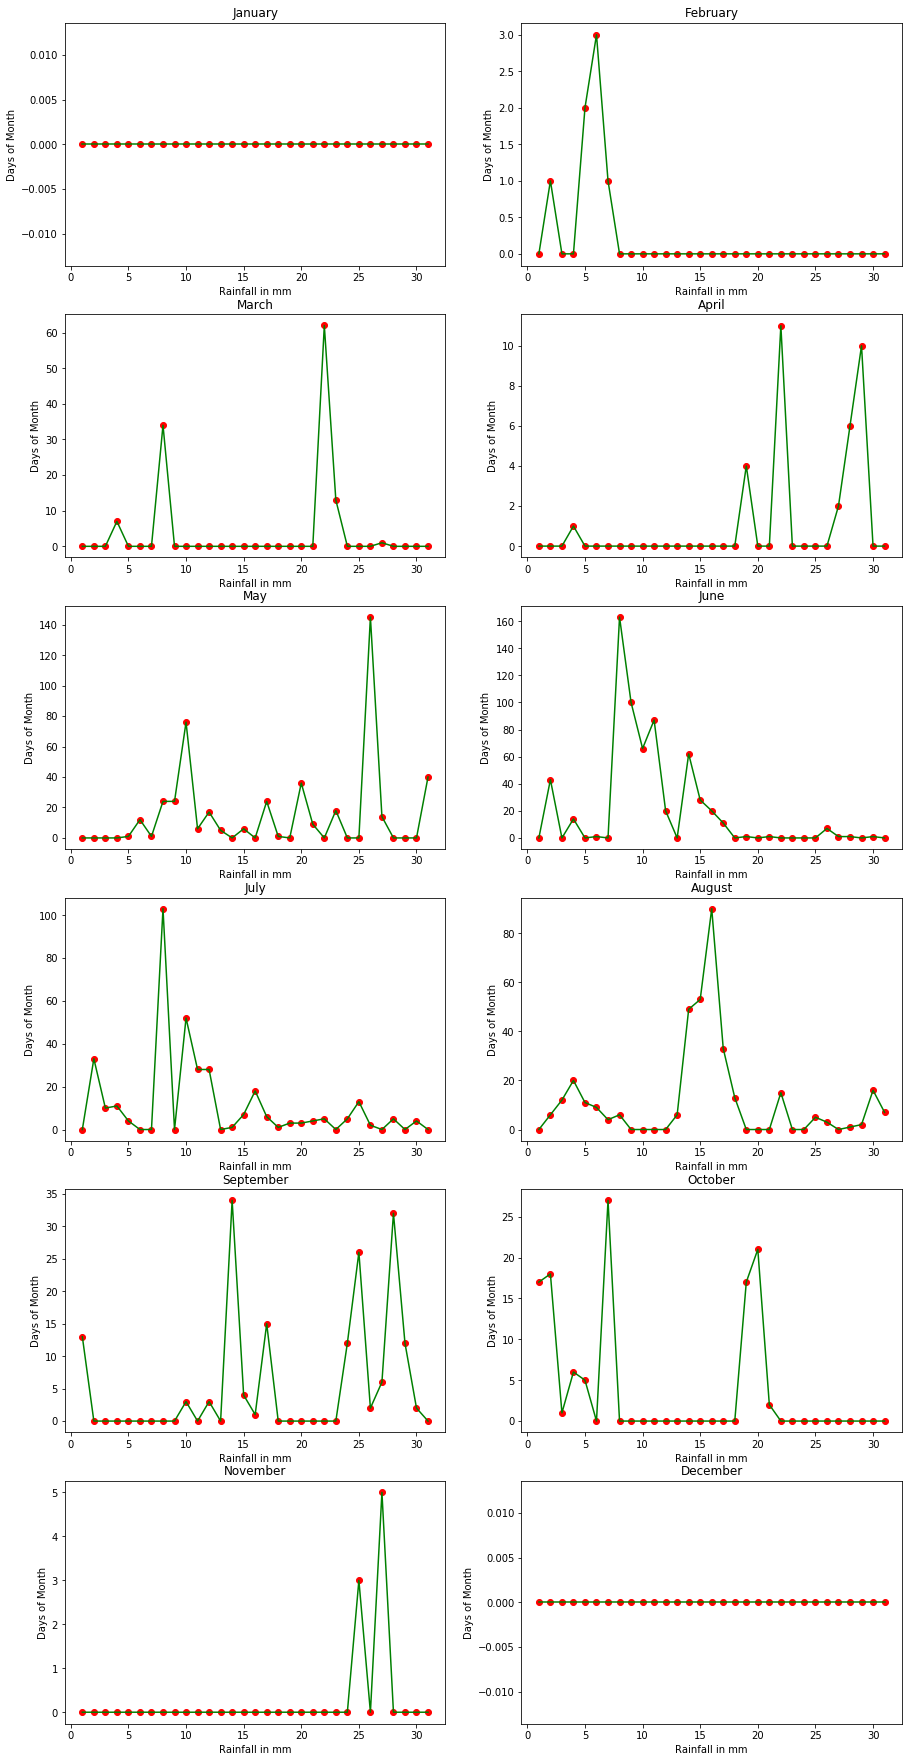 January
0.010
0.005
0.000
−0.005
−0.010
Days of Month
0 5 10 15 20 25 30
Rainfall in mm
February
3.0
2.5
2.0
1.5
1.0
0.5
0.0
Days of Month
0 5 10 15 20 25 30
Rainfall in mm
March
60
50
40
30
20
10
0
Days of Month
0 5 10 15 20 25 30
Rainfall in mm
April
10
8
6
4
2
0
Days of Month
0 5 10 15 20 25 30
Rainfall in mm
May
140
120
100
80
60
40
20
0
Days of Month
0 5 10 15 20 25 30
Rainfall in mm
June
160
140
120
100
80
60
40
20
0
Days of Month
0 5 10 15 20 25 30
Rainfall in mm
July
100
80
60
40
20
0
Days of Month
0 5 10 15 20 25 30
Rainfall in mm
August
80
60
40
20
0
Days of Month
0 5 10 15 20 25 30
Rainfall in mm
September
35
30
25
20
15
10
5
0
Days of Month
0 5 10 15 20 25 30
Rainfall in mm
October
25
20
15
10
5
0
Days of Month
0 5 10 15 20 25 30
Rainfall in mm
November
5
4
3
2
1
0
Days of Month
0 5 10 15 20 25 30
Rainfall in mm
December
0.010
0.005
0.000
−0.005
−0.010
Days of Month
0 5 10 15 20 25 30
Rainfall in mm